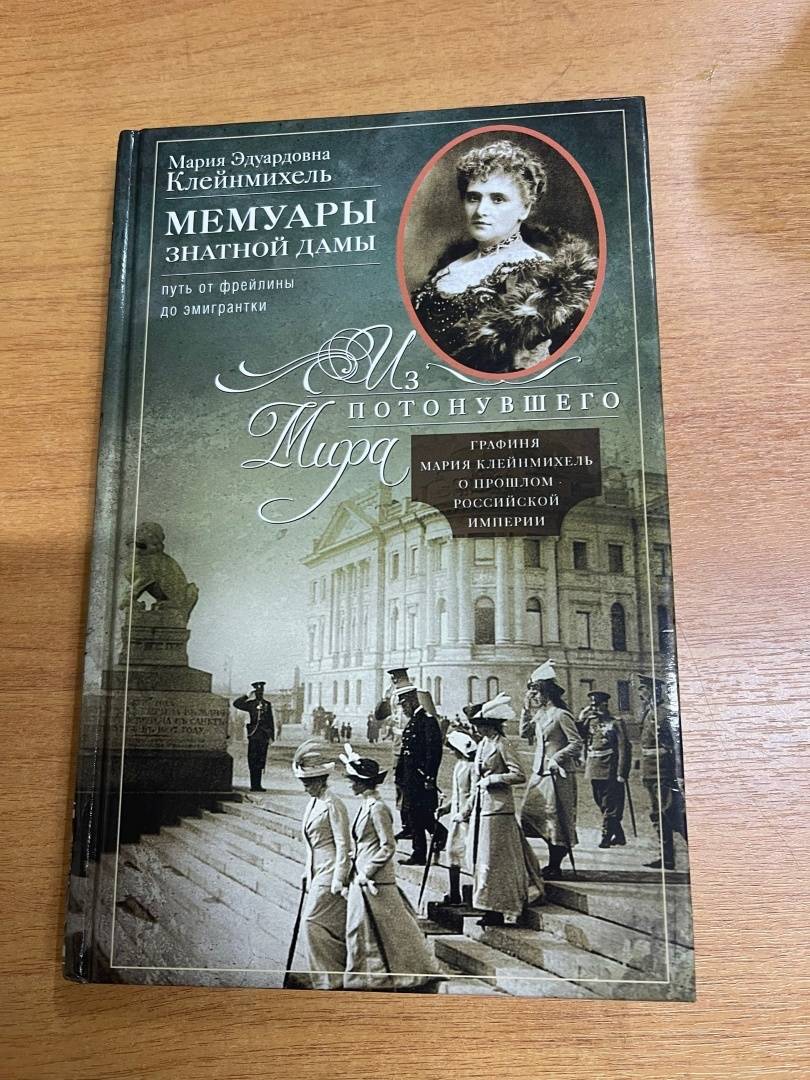 Мария Эдуардовна
Клейнмихель
МЕМУАРЫ
ЗНАТНОЙ ДАМЫ
путь от фрейлины
до эмигрантки
Из
ПОТОНУВШЕГО
Мира
ГРАФИНЯ
МАРИЯ КЛЕЙНМИХЕЛЬ
О ПРОШЛОМ
РОССИЙСКОЙ
ИМПЕРИИ